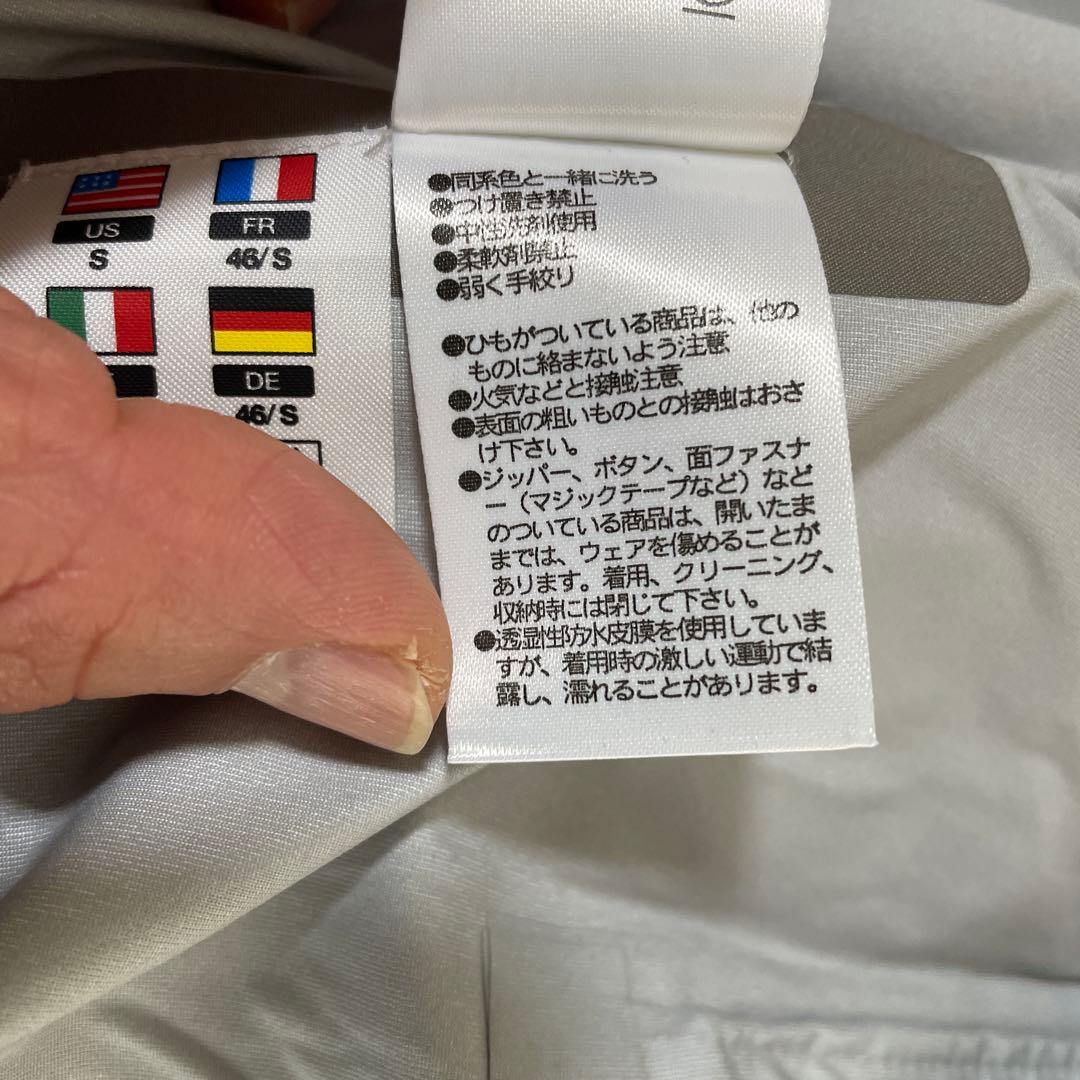 US
S
FR
46/S
DE
46/S
●同系色と一緒に洗う
●つけ置き禁止
●中性洗剤使用
●柔軟剤禁止
●弱く手絞り
●ひもがついている商品は、他の
ものに絡まないよう注意
●火気などと接触注意
●表面の粗いものとの接触はおさ
け下さい。
●ジッパー、ボタン、面ファスナ
ー（マジックテープなど）など
のついている商品は、開いたま
までは、ウェアを傷めることが
あります。着用、クリーニング、
収納時には閉じて下さい。
●透湿性防水皮膜を使用していま
すが、着用時の激しい運動で結
露し、濡れることがあります。